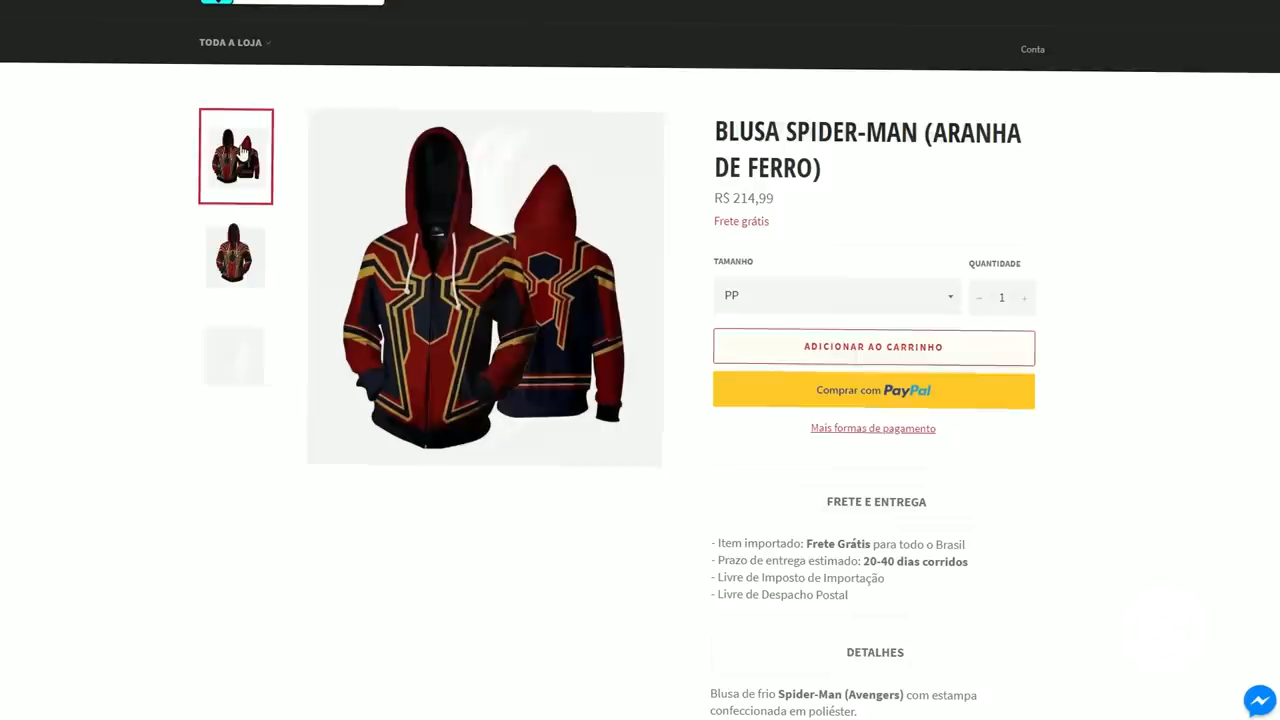 TODA A LOJA
Conta
BLUSA SPIDER-MAN (ARANHA
DE FERRO)
R$ 214,99
Frete grátis
TAMANHO
QUANTIDADE
PP
− 1 +
ADICIONAR AO CARRINHO
Comprar com PayPal
Mais formas de pagamento
FRETE E ENTREGA
- Item importado: Frete Grátis para todo o Brasil
- Prazo de entrega estimado: 20-40 dias corridos
- Livre de Imposto de Importação
- Livre de Despacho Postal
DETALHES
Blusa de frio Spider-Man (Avengers) com estampa
confeccionada em poliéster.